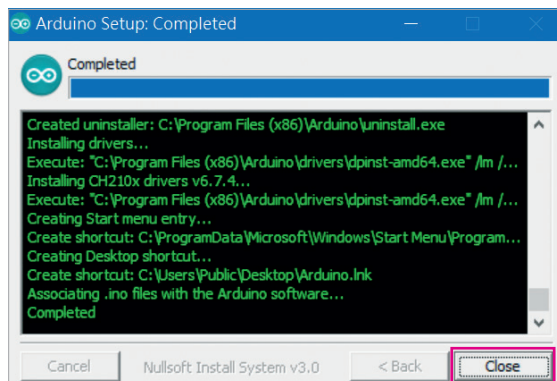 Arduino Setup: Completed
Completed
Created uninstaller: C:\Program Files (x86)\Arduino\uninstall.exe
Installing drivers...
Execute: "C:\Program Files (x86)\Arduino\drivers\dpinst-amd64.exe" /lm /...
Installing CH210x drivers v6.7.4...
Execute: "C:\Program Files (x86)\Arduino\drivers\dpinst-amd64.exe" /lm /...
Creating Start menu entry...
Create shortcut: C:\ProgramData\Microsoft\Windows\Start Menu\Program...
Creating Desktop shortcut...
Create shortcut: C:\Users\Public\Desktop\Arduino.lnk
Associating .ino files with the Arduino software...
Completed
Cancel Nullsoft Install System v3.0 < Back Close